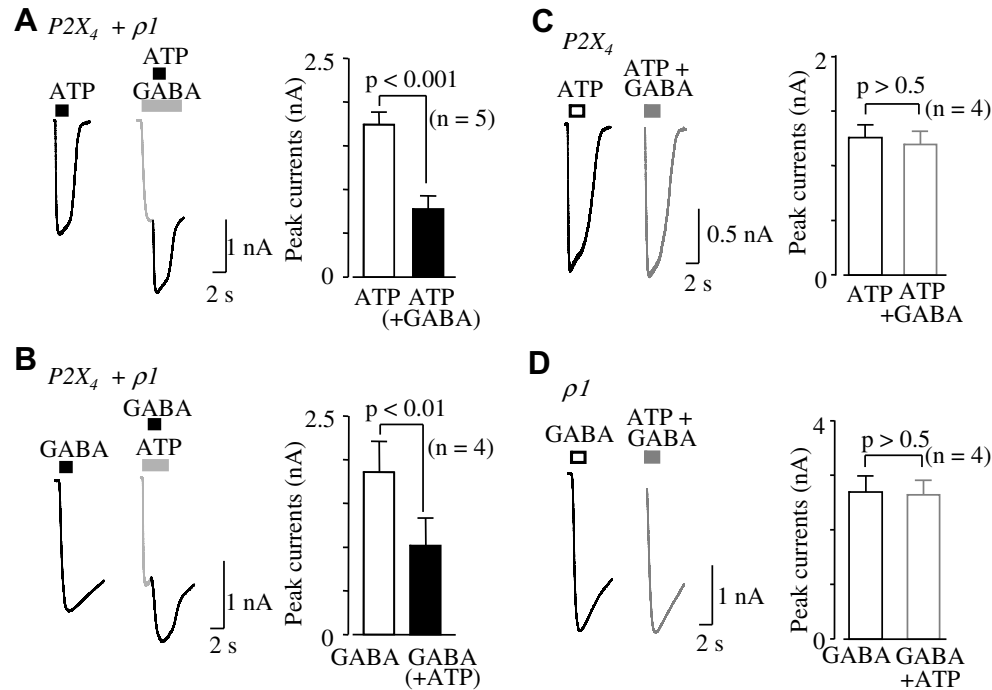 A
P2X4 + ρ1
ATP
ATP
GABA
1 nA
2 s
Peak currents (nA)
2.5
0
p < 0.001
(n = 5)
ATP
ATP
(+GABA)
B
P2X4 + ρ1
GABA
GABA
ATP
1 nA
2 s
Peak currents (nA)
2.5
0
p < 0.01
(n = 4)
GABA
GABA
(+ATP)
C
P2X4
ATP
ATP +
GABA
0.5 nA
2 s
Peak currents (nA)
2
0
p > 0.5
(n = 4)
ATP
ATP
+GABA
D
ρ1
GABA
ATP +
GABA
1 nA
2 s
Peak currents (nA)
4
0
p > 0.5
(n = 4)
GABA
GABA
+ATP